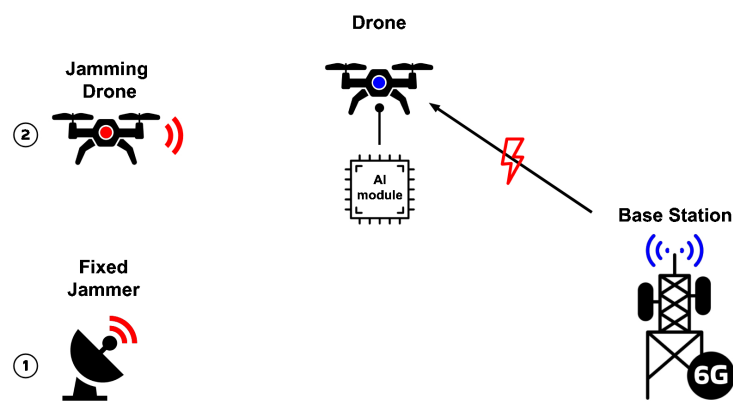 Drone
Jamming
Drone
2
AI
module
Base Station
Fixed
Jammer
1
6G